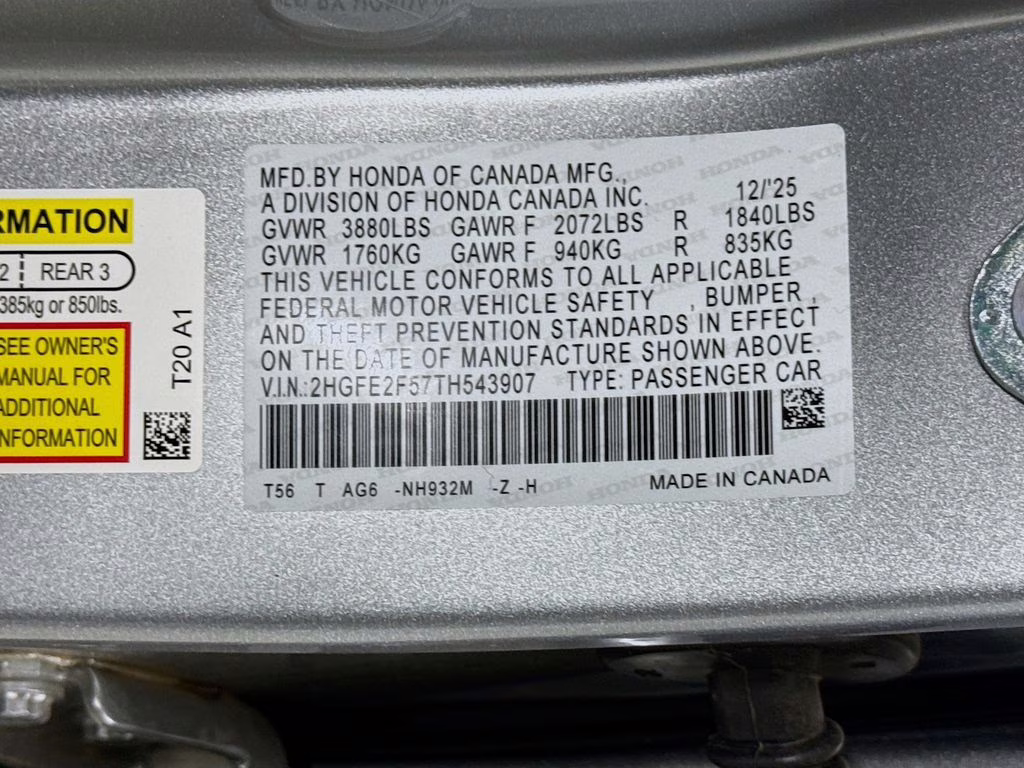 RMATION
2 REAR 3
385kg or 850lbs.
SEE OWNER'S
MANUAL FOR
ADDITIONAL
INFORMATION
T20 A1
MFD.BY HONDA OF CANADA MFG.,
A DIVISION OF HONDA CANADA INC. 12/'25
GVWR 3880LBS GAWR F 2072LBS R 1840LBS
GVWR 1760KG GAWR F 940KG R 835KG
THIS VEHICLE CONFORMS TO ALL APPLICABLE
FEDERAL MOTOR VEHICLE SAFETY , BUMPER ,
AND THEFT PREVENTION STANDARDS IN EFFECT
ON THE DATE OF MANUFACTURE SHOWN ABOVE.
V.I.N.:2HGFE2F57TH543907 TYPE: PASSENGER CAR
T56 T AG6 -NH932M -Z -H MADE IN CANADA